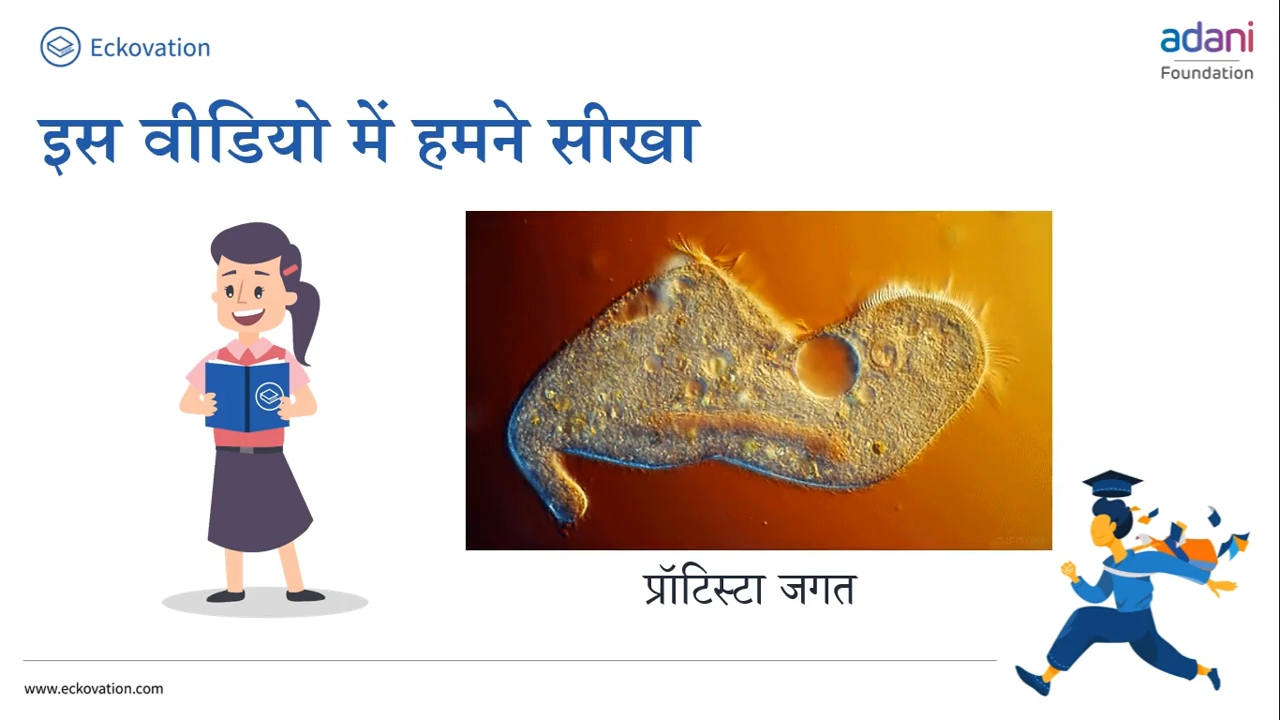 Eckovation
adani
Foundation
इस वीडियो में हमने सीखा
प्रॉटिस्टा जगत
www.eckovation.com